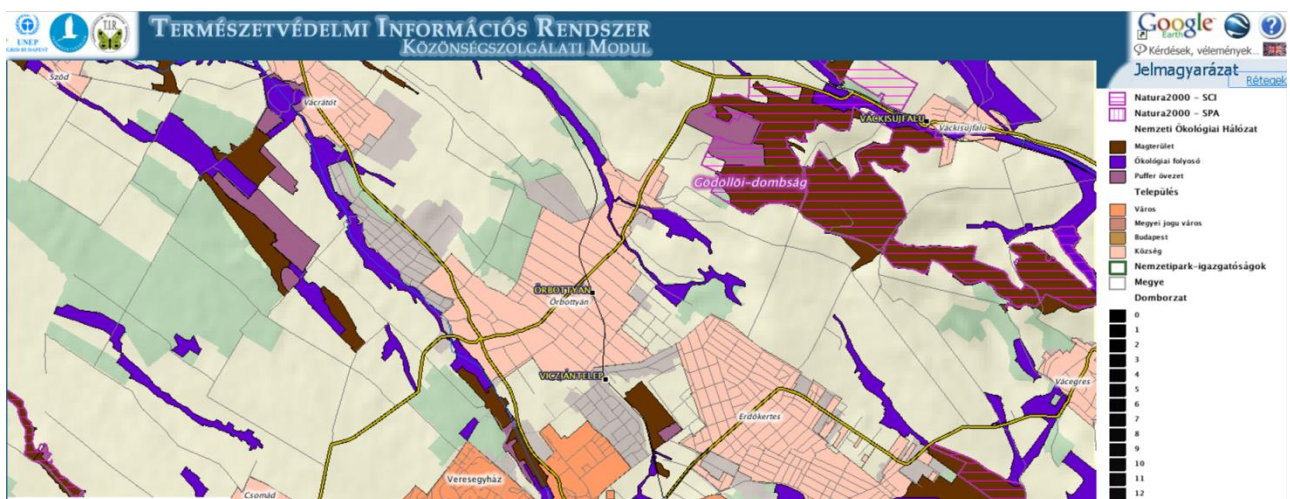 UNEP
GRID BUDAPEST
T.I.R.
TERMÉSZETVÉDELMI INFORMÁCIÓS RENDSZER
KÖZÖNSÉGSZOLGÁLATI MODUL
Google
Earth
Kérdések, vélemények...
Jelmagyarázat
Rétegek
Natura2000 - SCI
Natura2000 - SPA
Nemzeti Ökológiai Hálózat
Magterület
Ökológiai folyosó
Puffer övezet
Település
Város
Megyei jogu város
Budapest
Község
Nemzetipark-igazgatóságok
Megye
Domborzat
0
1
2
3
4
5
6
7
8
9
10
11
12
Sződ
Vácrátót
VÁCKISÚJFALU
Váckisújfalu
Gödöllői-dombság
ŐRBOTTYÁN
Őrbottyán
VICZIÁNTELEP
Vácegres
Erdőkertes
Veresegyház
Csomád